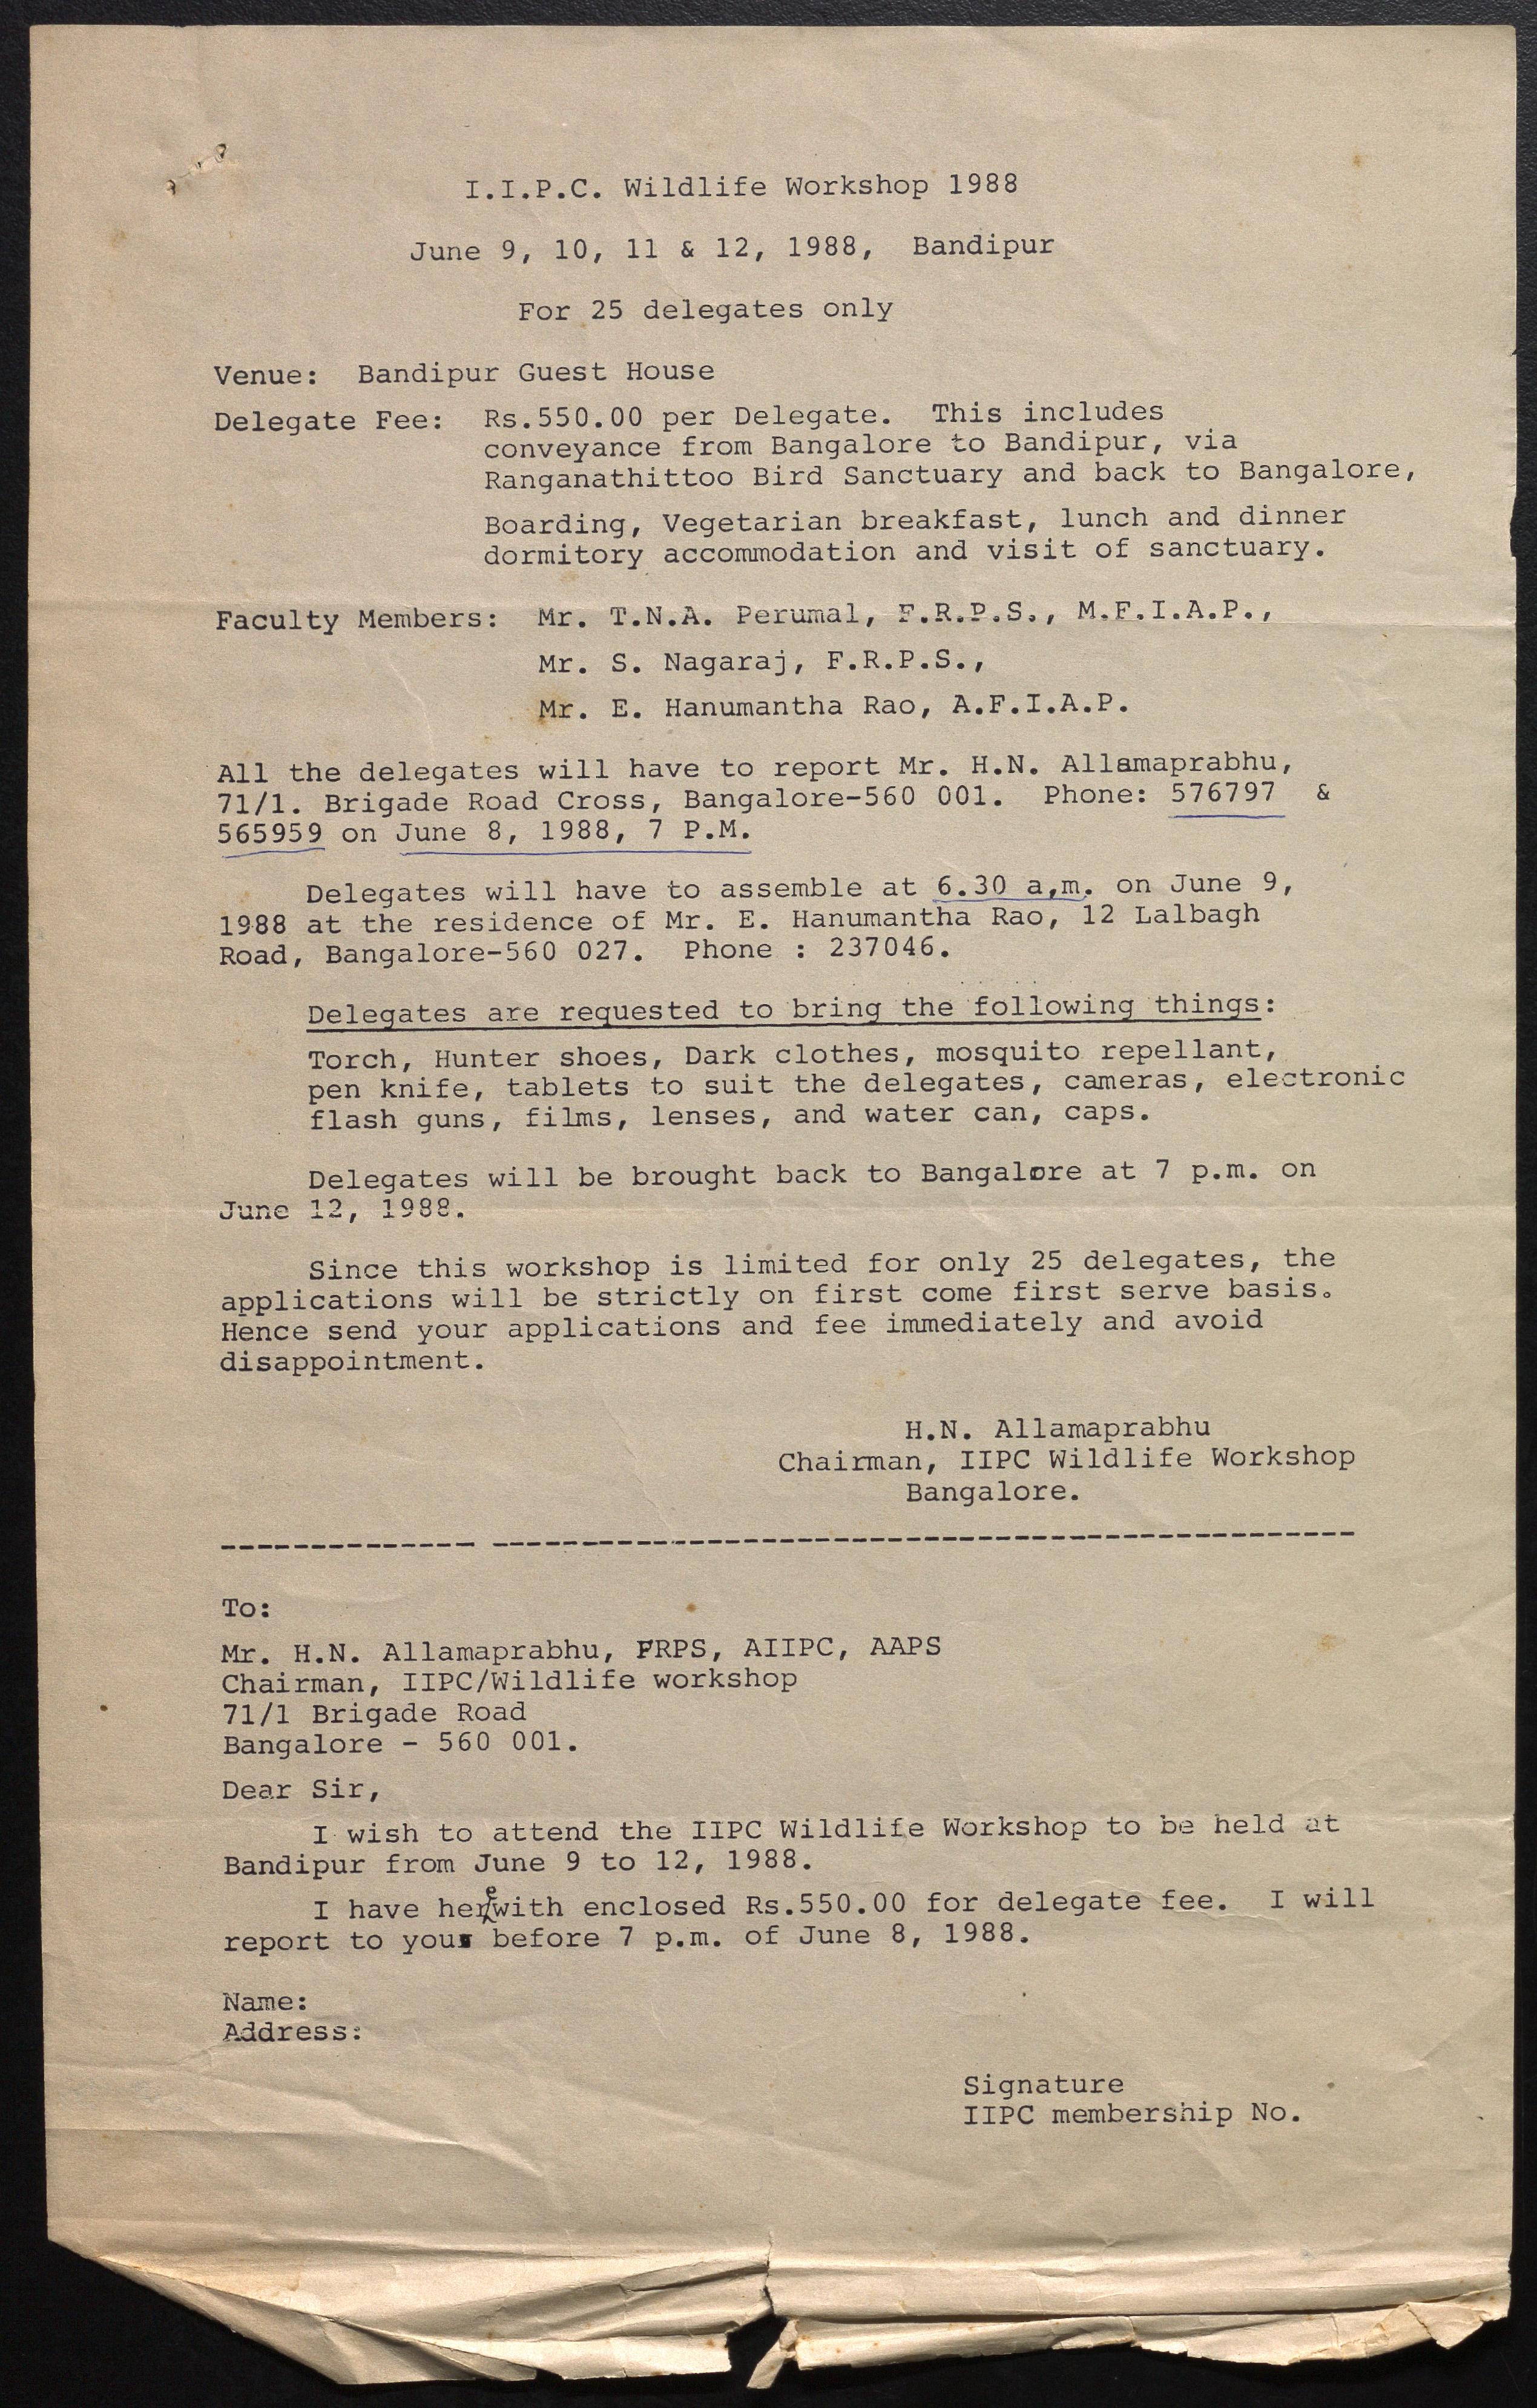 I.I.P.C. Wildlife Workshop 1988
June 9, 10, 11 & 12, 1988, Bandipur
For 25 delegates only
Venue: Bandipur Guest House
Delegate Fee: Rs.550.00 per Delegate. This includes
conveyance from Bangalore to Bandipur, via
Ranganathittoo Bird Sanctuary and back to Bangalore,
Boarding, Vegetarian breakfast, lunch and dinner
dormitory accommodation and visit of sanctuary.
Faculty Members: Mr. T.N.A. Perumal, F.R.P.S., M.F.I.A.P.,
Mr. S. Nagaraj, F.R.P.S.,
Mr. E. Hanumantha Rao, A.F.I.A.P.
All the delegates will have to report Mr. H.N. Allamaprabhu,
71/1. Brigade Road Cross, Bangalore-560 001. Phone: 576797 &
565959 on June 8, 1988, 7 P.M.
Delegates will have to assemble at 6.30 a,m. on June 9,
1988 at the residence of Mr. E. Hanumantha Rao, 12 Lalbagh
Road, Bangalore-560 027. Phone : 237046.
Delegates are requested to bring the following things:
Torch, Hunter shoes, Dark clothes, mosquito repellant,
pen knife, tablets to suit the delegates, cameras, electronic
flash guns, films, lenses, and water can, caps.
Delegates will be brought back to Bangalore at 7 p.m. on
June 12, 1988.
Since this workshop is limited for only 25 delegates, the
applications will be strictly on first come first serve basis.
Hence send your applications and fee immediately and avoid
disappointment.
H.N. Allamaprabhu
Chairman, IIPC Wildlife Workshop
Bangalore.
To:
Mr. H.N. Allamaprabhu, FRPS, AIIPC, AAPS
Chairman, IIPC/Wildlife workshop
71/1 Brigade Road
Bangalore - 560 001.
Dear Sir,
I wish to attend the IIPC Wildlife Workshop to be held at
Bandipur from June 9 to 12, 1988.
I have herewith enclosed Rs.550.00 for delegate fee. I will
report to you before 7 p.m. of June 8, 1988.
Name:
Address:
Signature
IIPC membership No.